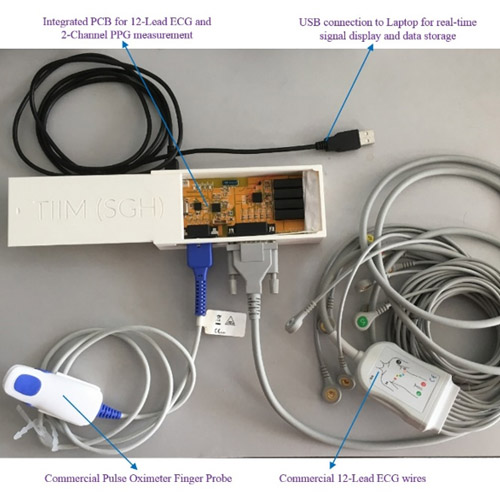 Integrated PCB for 12-Lead ECG and
2-Channel PPG measurement
USB connection to Laptop for real-time
signal display and data storage
TIIM (SGH)
Commercial Pulse Oximeter Finger Probe
Commercial 12-Lead ECG wires